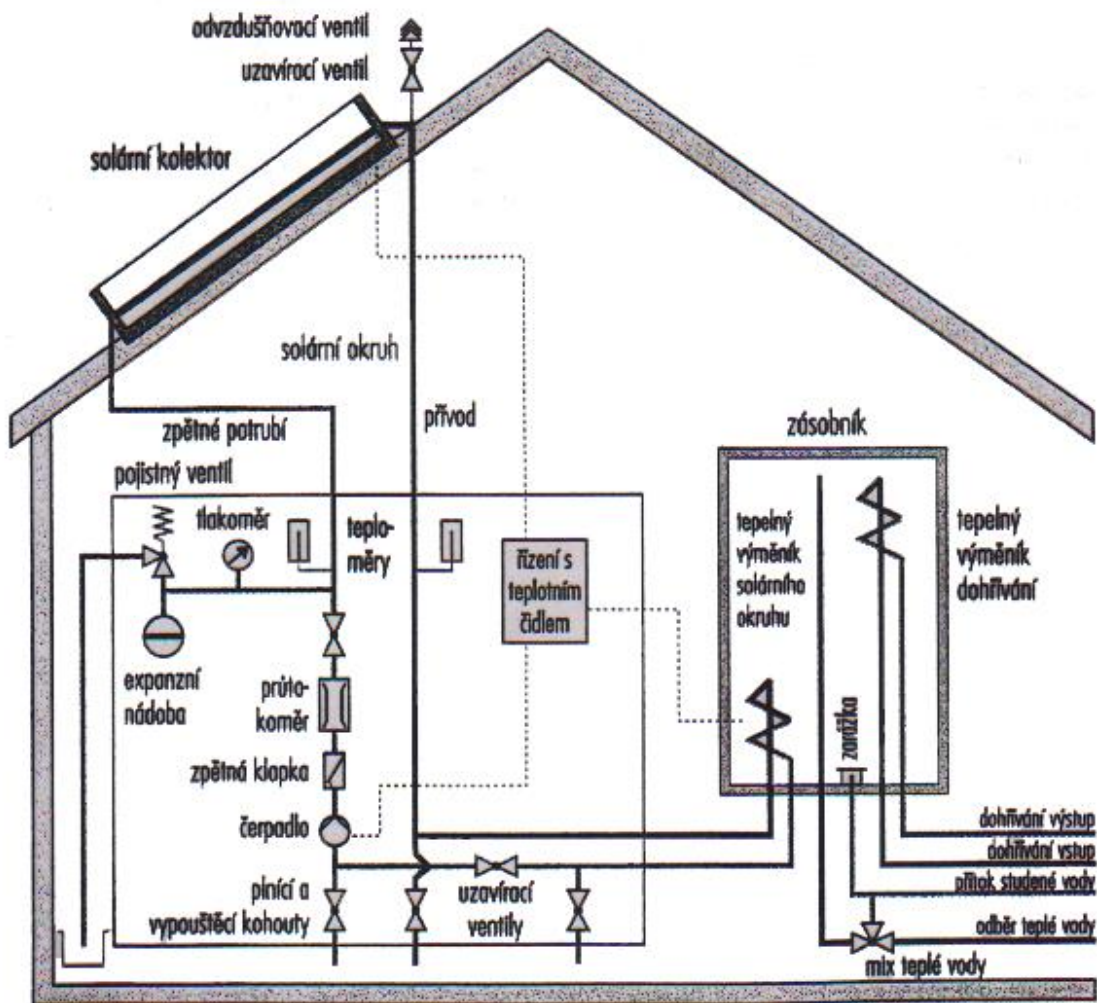 odvzdušňovací ventil
uzavírací ventil
solární kolektor
solární okruh
přívod
zpětné potrubí
pojistný ventil
tlakoměr
teplo-
měry
řízení s
teplotním
čidlem
expanzní
nádoba
průto-
koměr
zpětná klapka
čerpadlo
plnící a
vypouštěcí kohouty
uzavírací
ventily
zásobník
tepelný
výměník
solárního
okruhu
tepelný
výměník
dohřívání
zarážka
dohřívání výstup
dohřívání vstup
přítok studené vody
odběr teplé vody
mix teplé vody